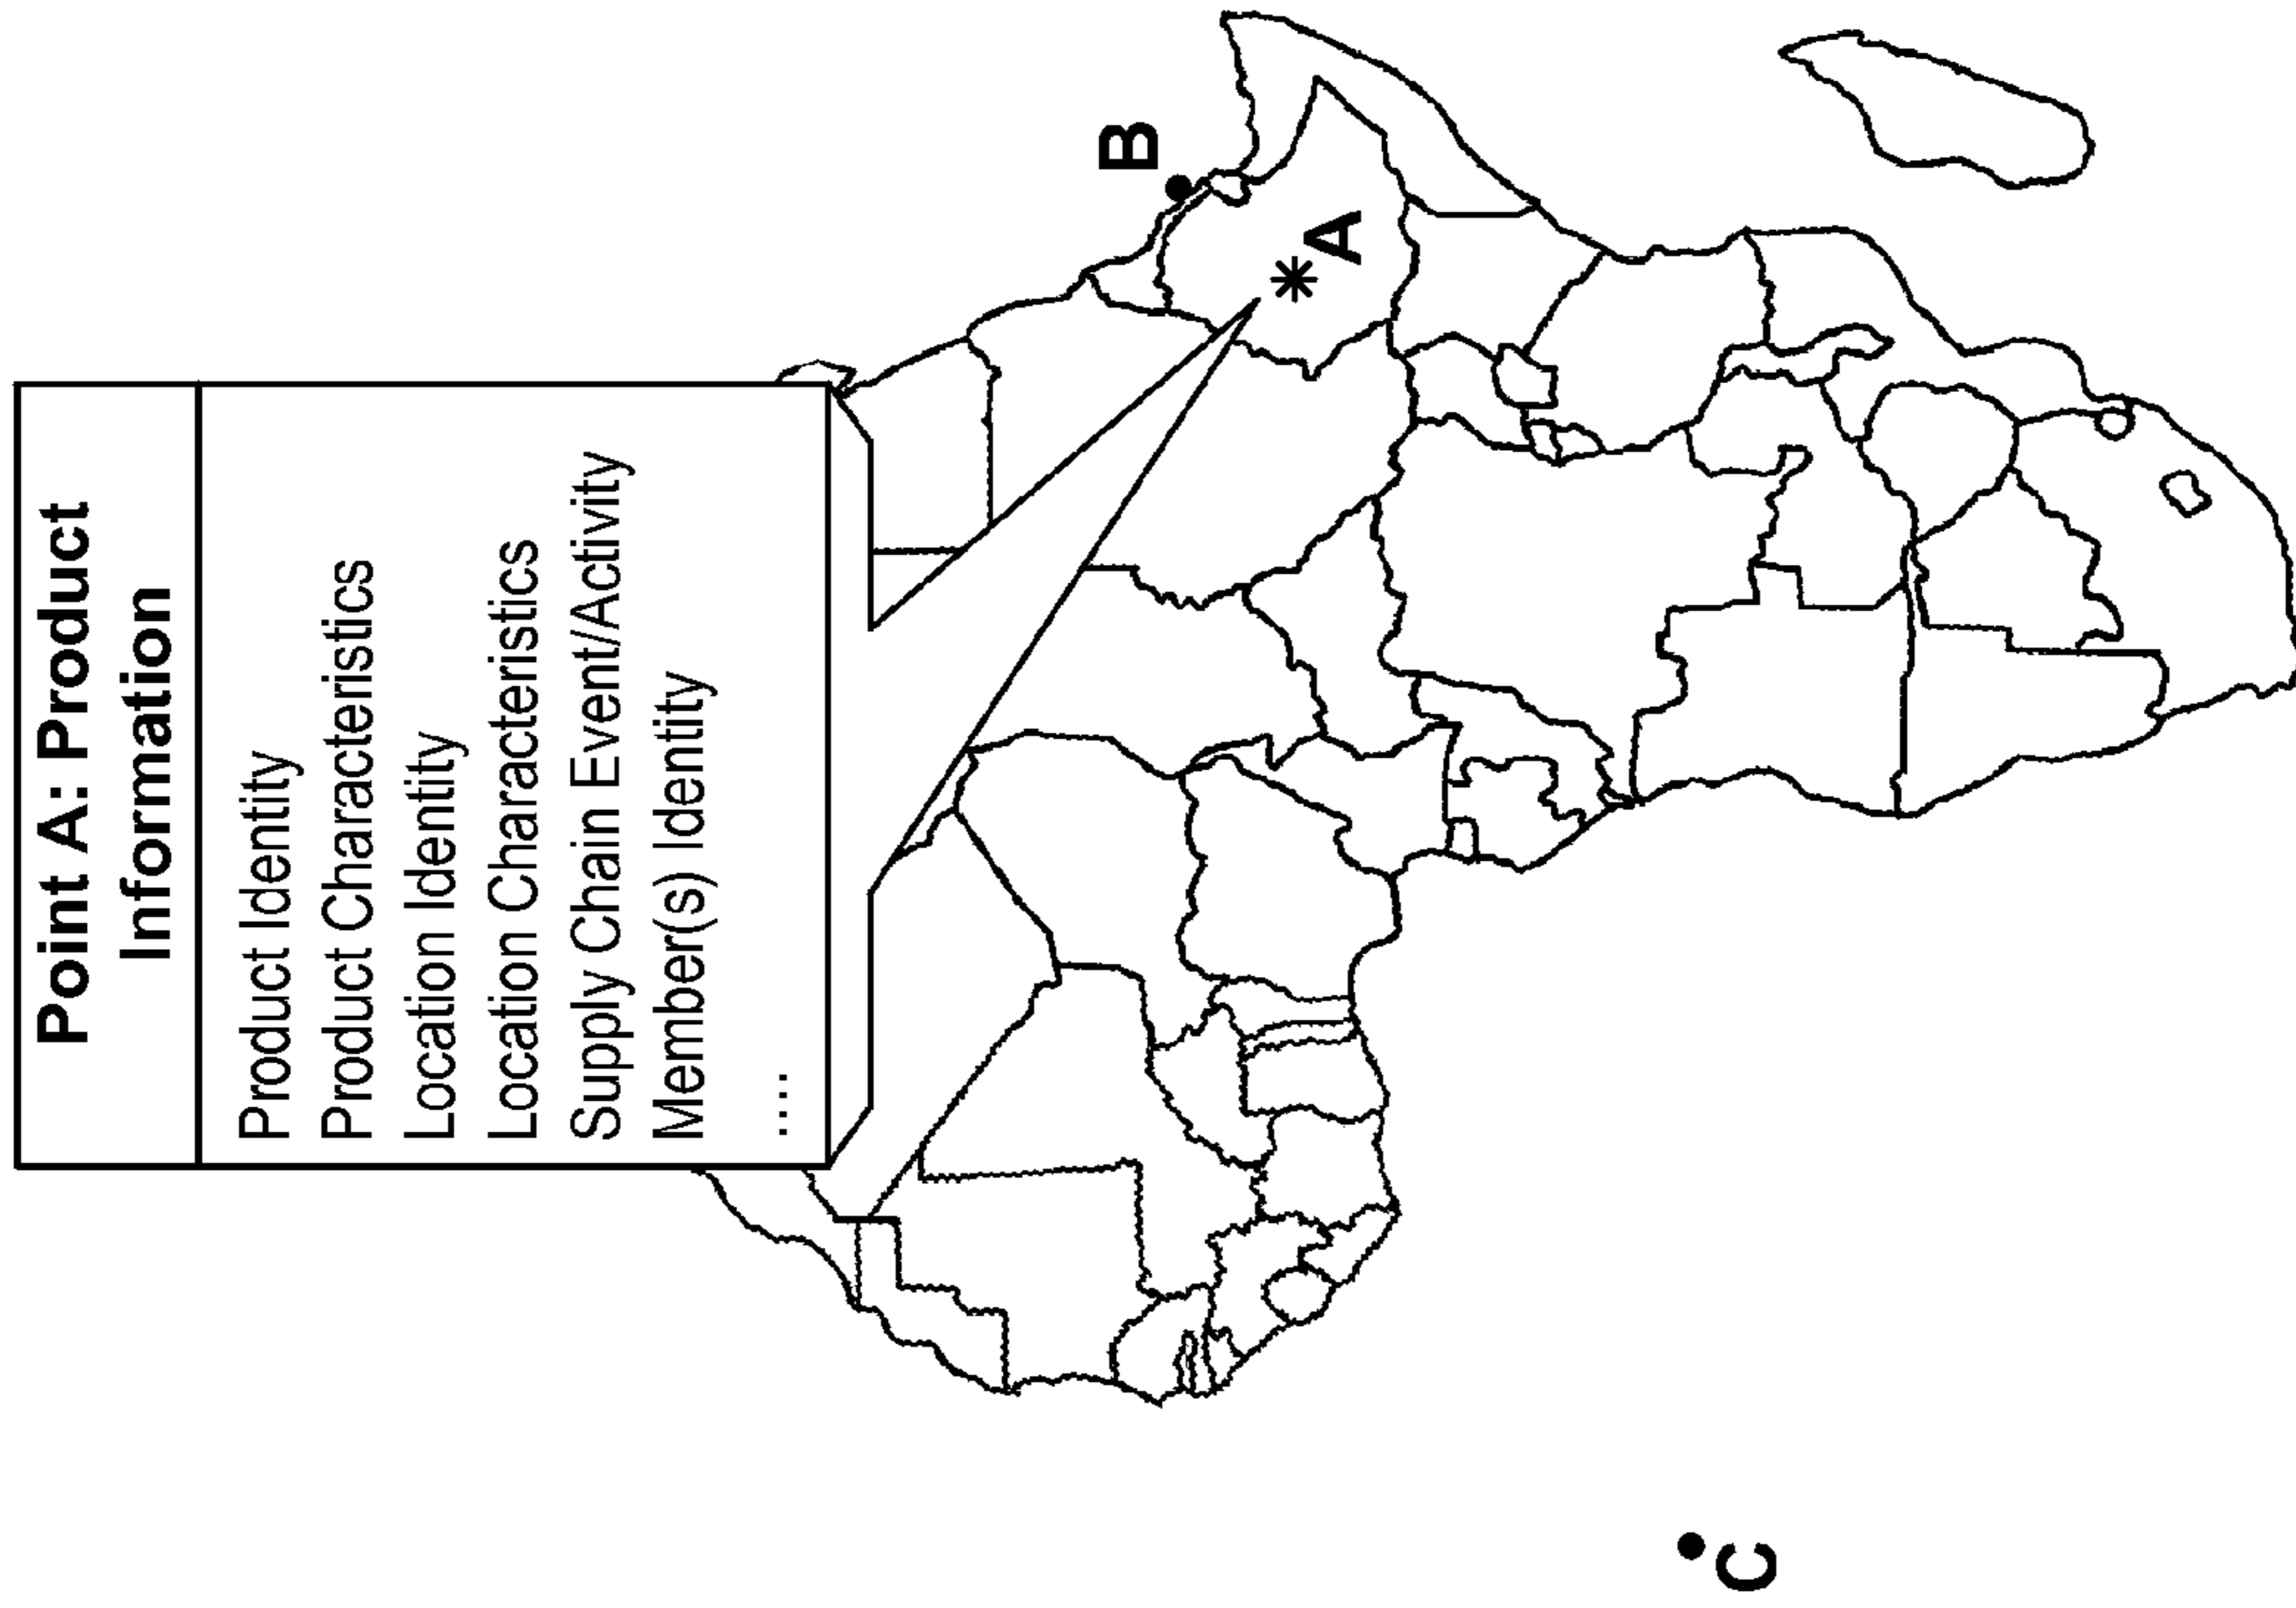 Point A: Product
Information
Product Identity
Product Characteristics
Location Identity
Location Characteristics
Supply Chain Event/Activity
Member(s) Identity
....
B
A
C